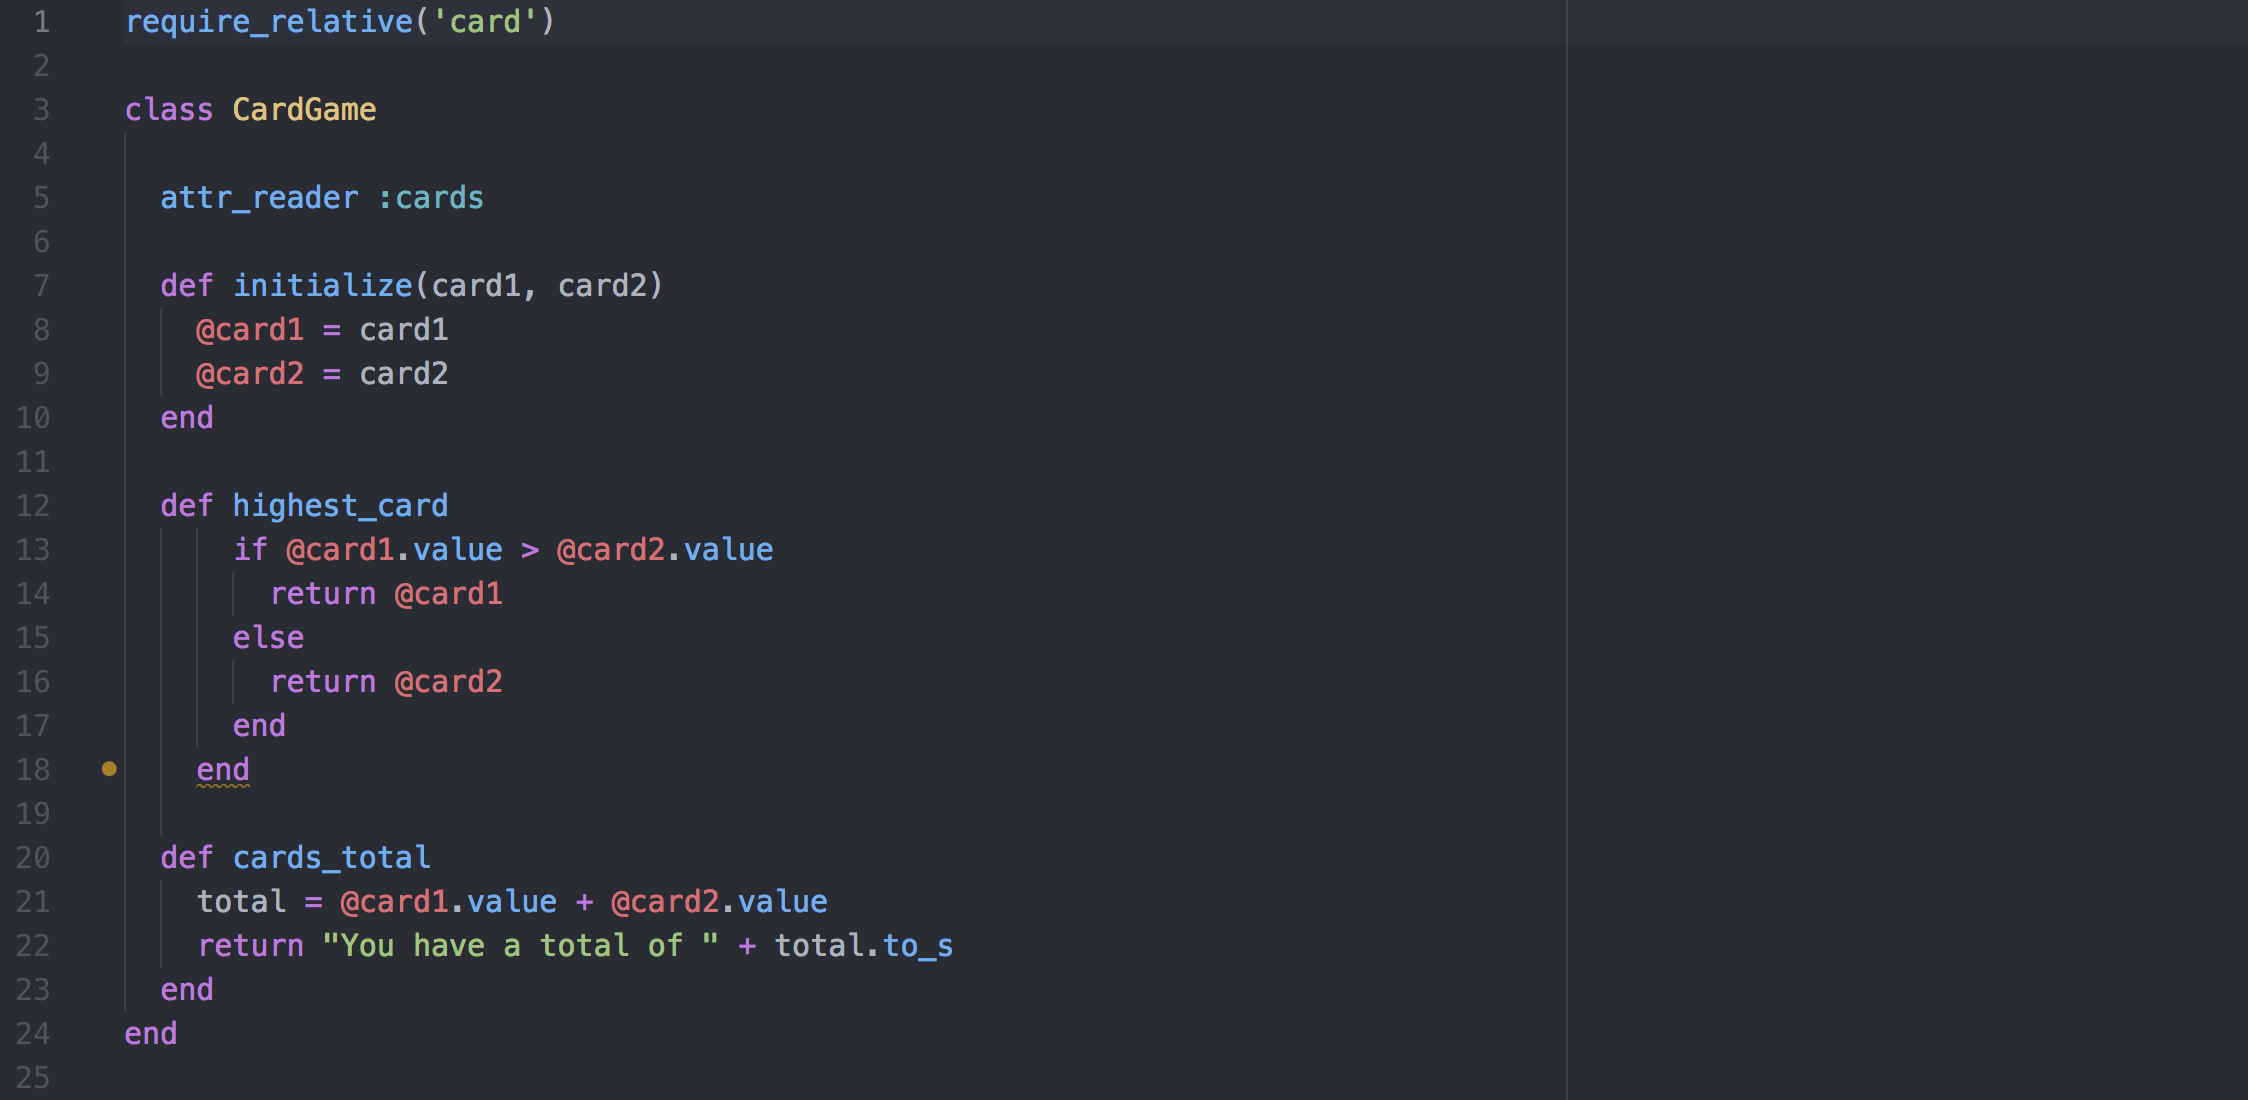 1 require_relative('card')
2
3 class CardGame
4
5   attr_reader :cards
6
7   def initialize(card1, card2)
8     @card1 = card1
9     @card2 = card2
10   end
11
12   def highest_card
13       if @card1.value > @card2.value
14         return @card1
15       else
16         return @card2
17       end
18     end
19
20   def cards_total
21     total = @card1.value + @card2.value
22     return "You have a total of " + total.to_s
23   end
24 end
25